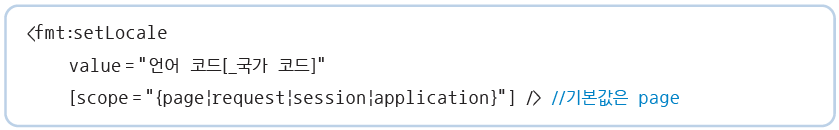 <fmt:setLocale
value="언어 코드[_국가 코드]"
[scope="{page¦request¦session¦application}"] /> //기본값은 page